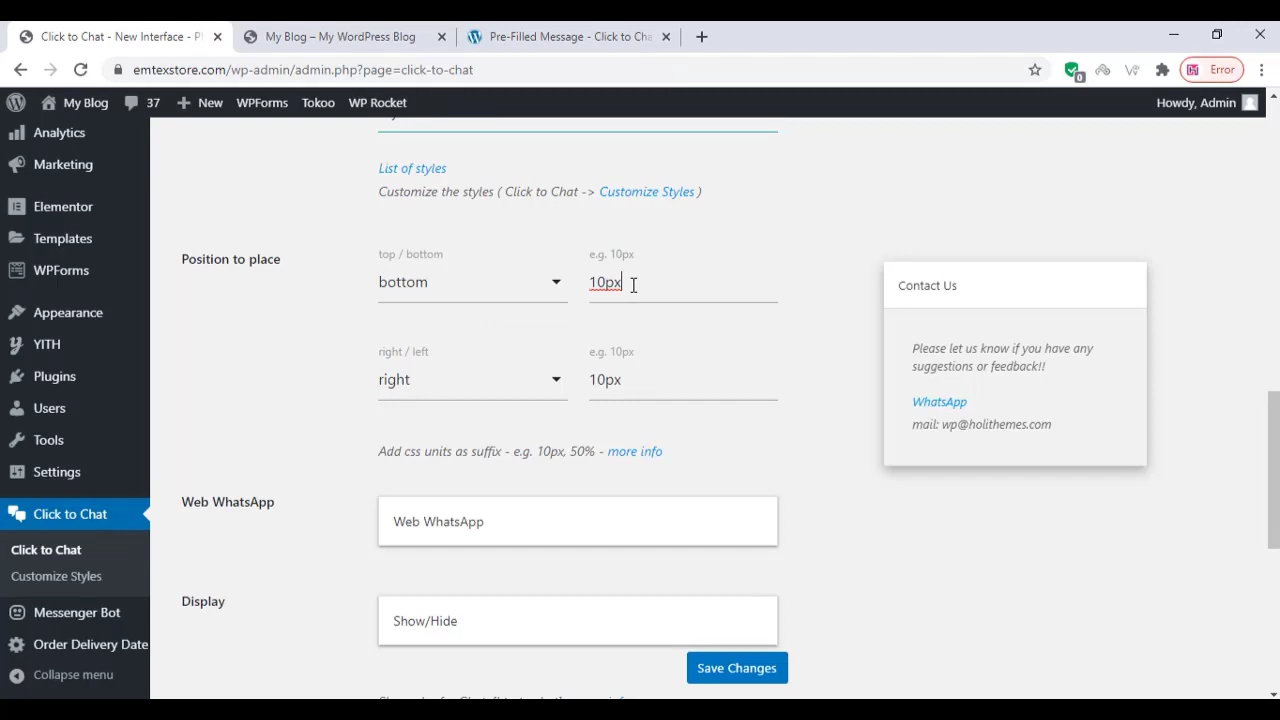 Click to Chat - New Interface - Pl
My Blog – My WordPress Blog
Pre-Filled Message - Click to Cha
emtexstore.com/wp-admin/admin.php?page=click-to-chat
0
Error
My Blog
37
New
WPForms
Tokoo
WP Rocket
Howdy, Admin
Analytics
Marketing
Elementor
Templates
WPForms
Appearance
YITH
Plugins
Users
Tools
Settings
Click to Chat
Click to Chat
Customize Styles
Messenger Bot
Order Delivery Date
Collapse menu
List of styles
Customize the styles ( Click to Chat -> Customize Styles )
Position to place
top / bottom
e.g. 10px
bottom
10px
right / left
e.g. 10px
right
10px
Add css units as suffix - e.g. 10px, 50% - more info
Web WhatsApp
Web WhatsApp
Display
Show/Hide
Save Changes
Contact Us
Please let us know if you have any
suggestions or feedback!!
WhatsApp
mail: wp@holithemes.com